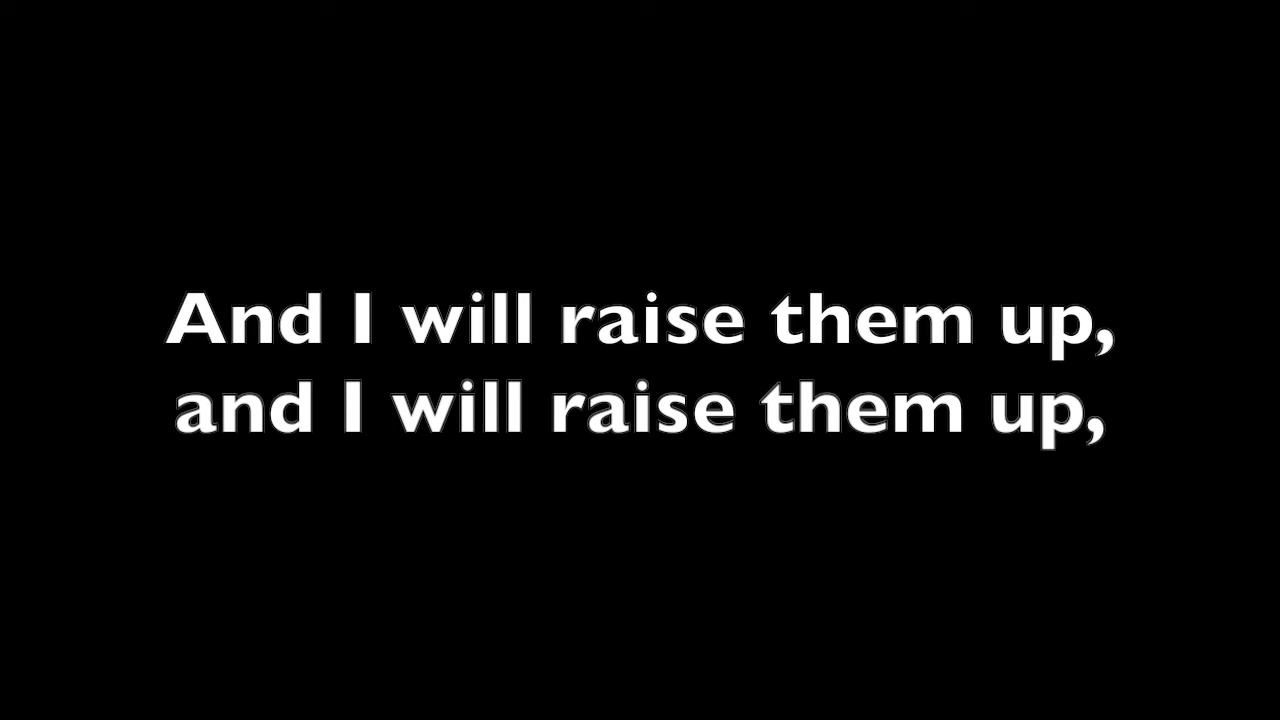 And I will raise them up,
and I will raise them up,